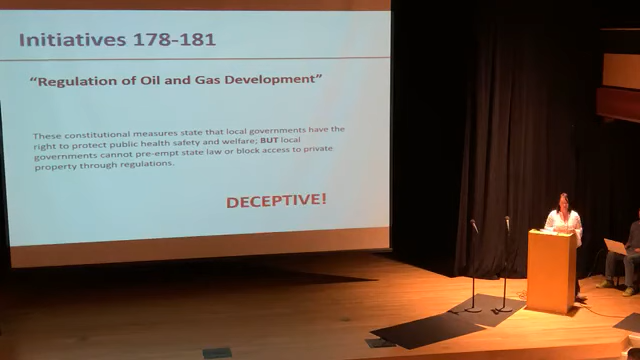 Initiatives 178-181
“Regulation of Oil and Gas Development”
These constitutional measures state that local governments have the
right to protect public health safety and welfare; BUT local
governments cannot pre-empt state law or block access to private
property through regulations.
DECEPTIVE!